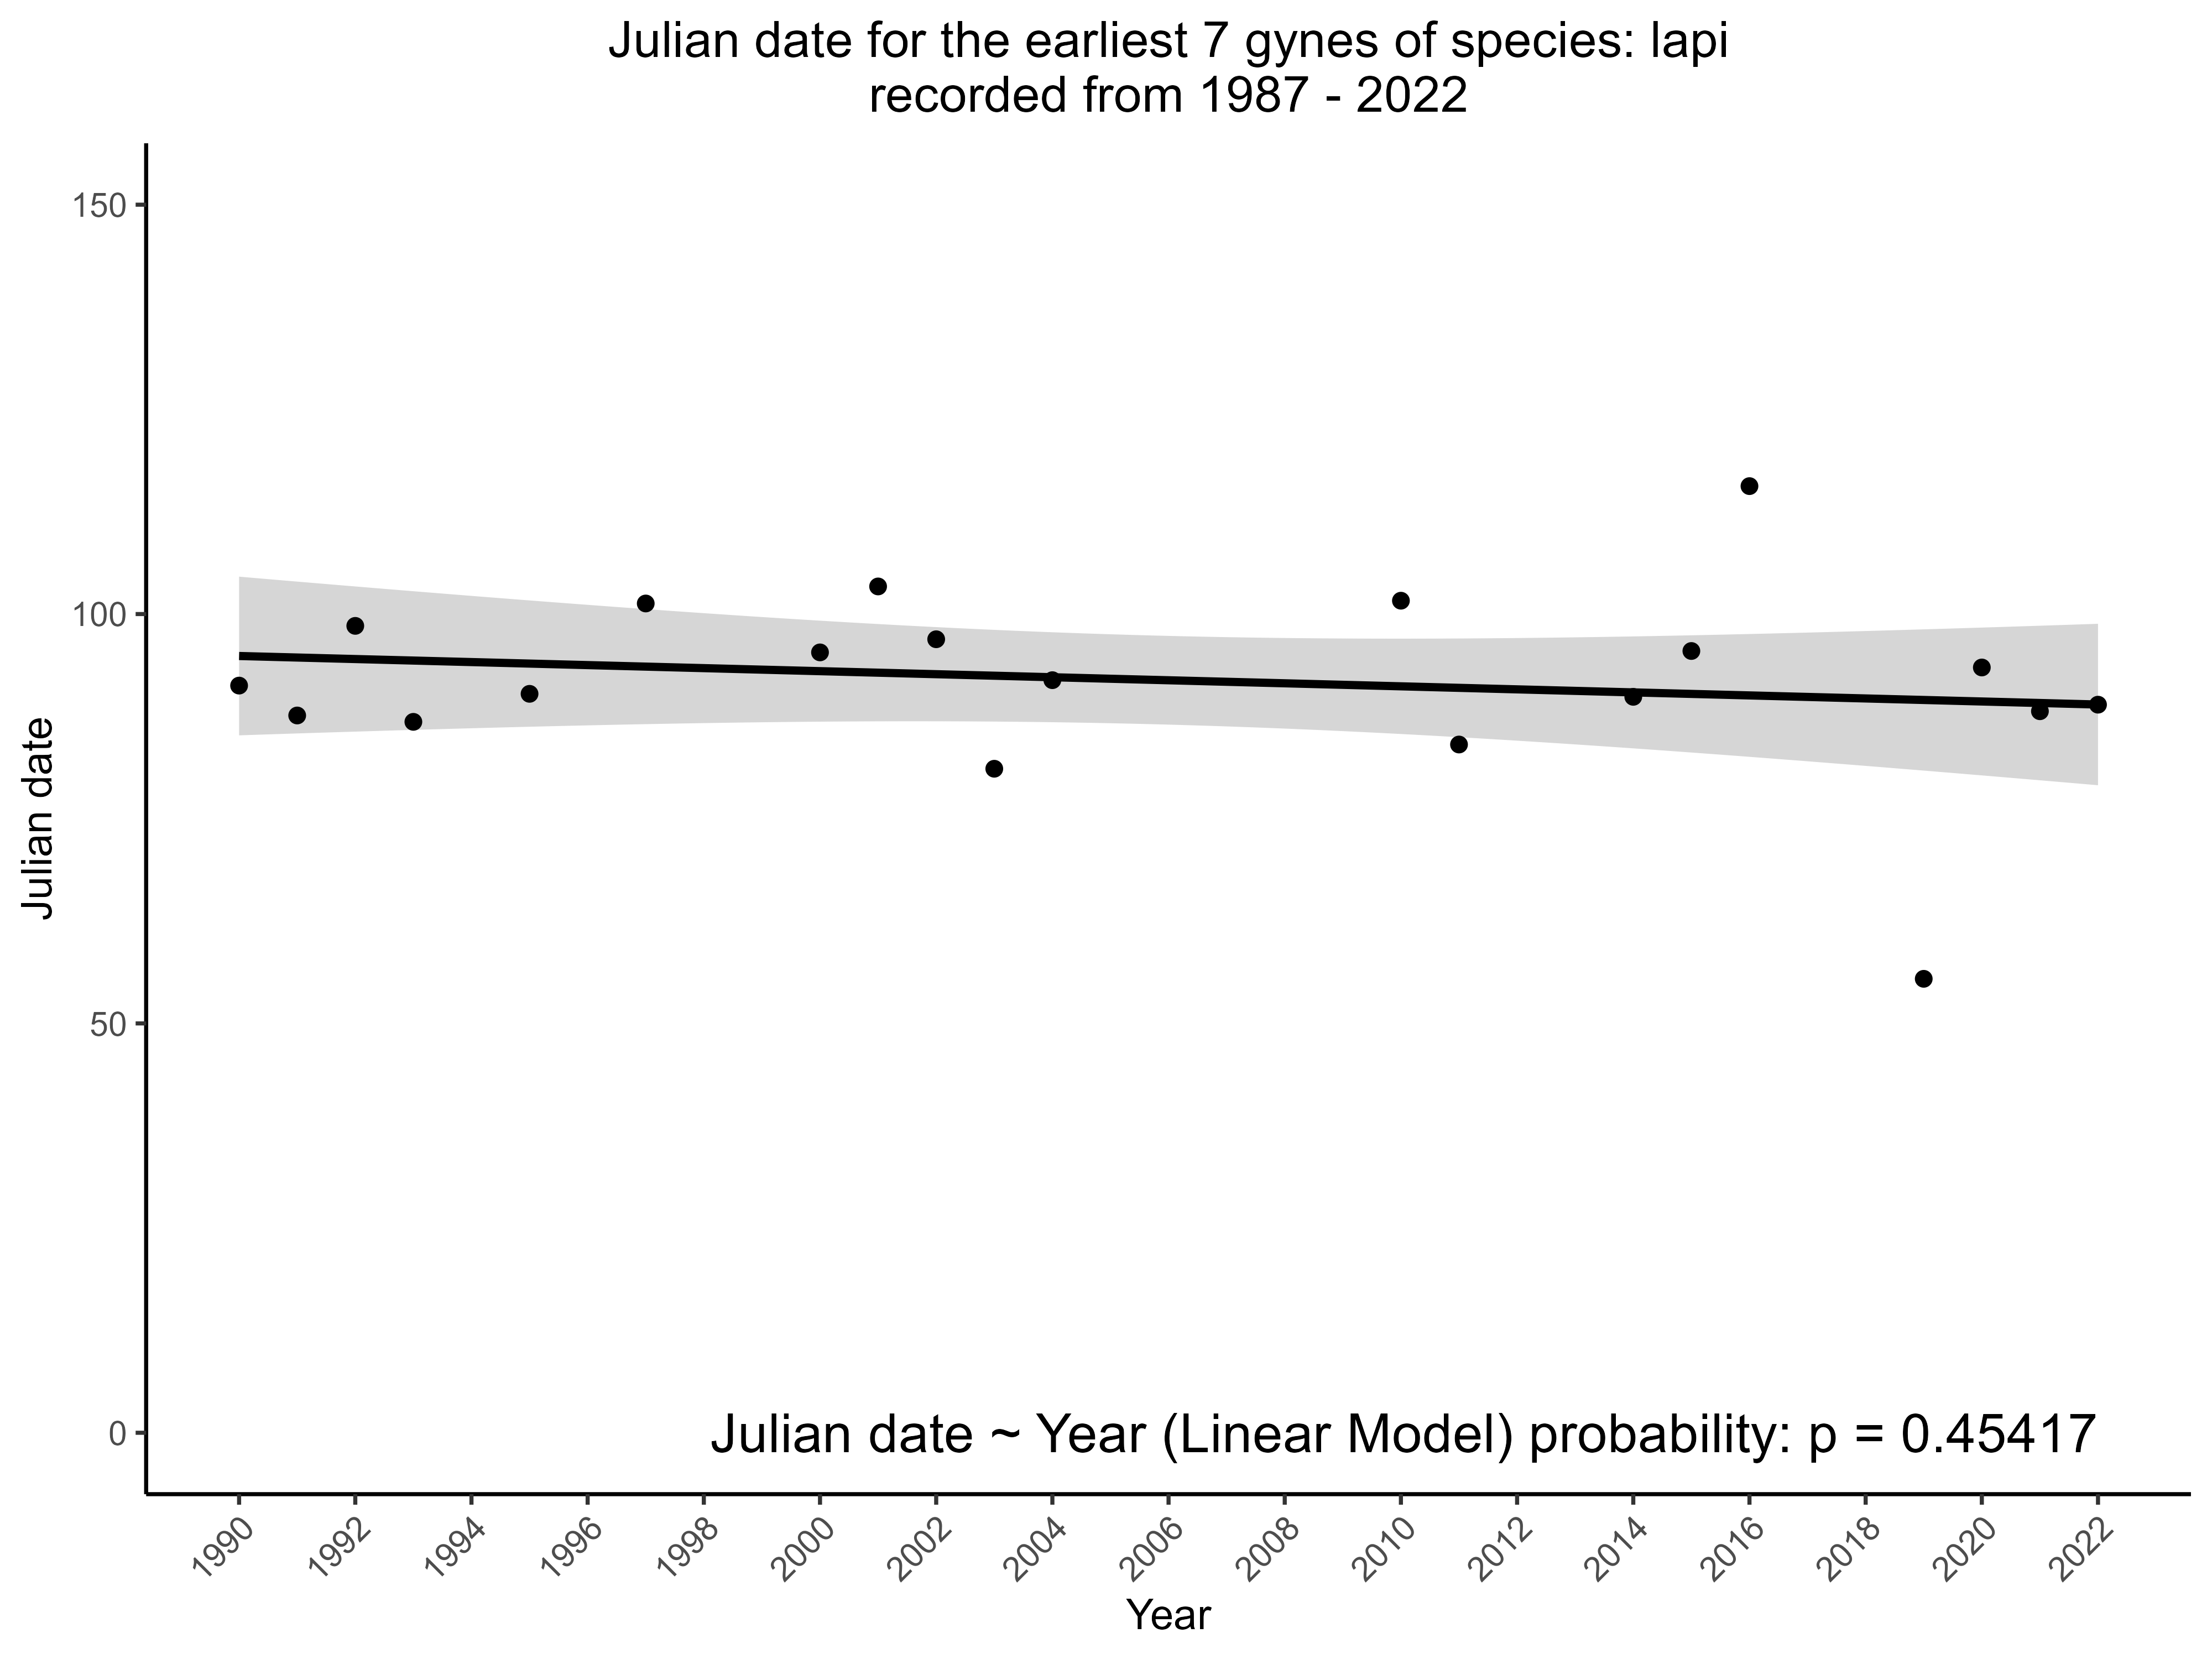 Julian date for the earliest 7 gynes of species: lapi
recorded from 1987 - 2022
150
100
50
0
Julian date
Julian date ~ Year (Linear Model) probability: p = 0.45417
1990 1992 1994 1996 1998 2000 2002 2004 2006 2008 2010 2012 2014 2016 2018 2020 2022
Year